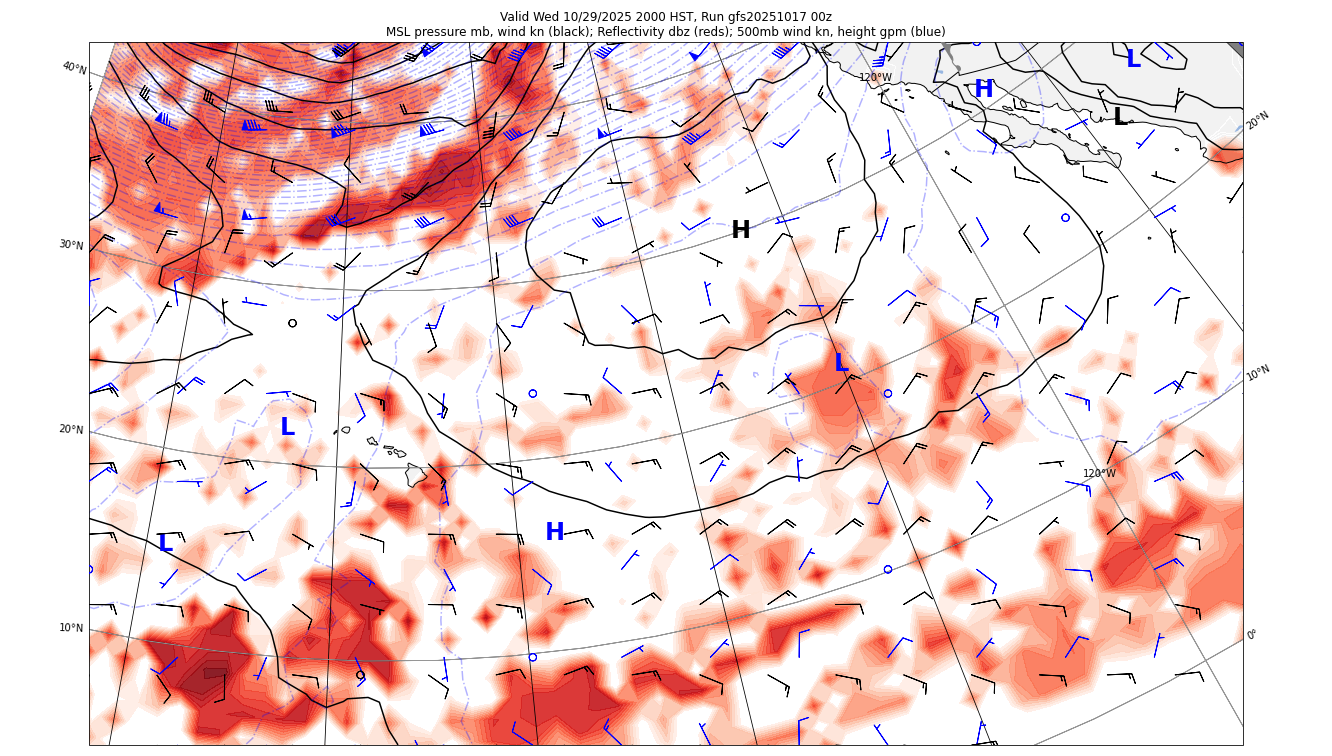 Valid Wed 10/29/2025 2000 HST, Run gfs20251017 00z
MSL pressure mb, wind kn (black); Reflectivity dbz (reds); 500mb wind kn, height gpm (blue)
40°N
120°W
L
H
L
20°N
H
30°N
L
10°N
L
20°N
120°W
H
L
10°N
0°